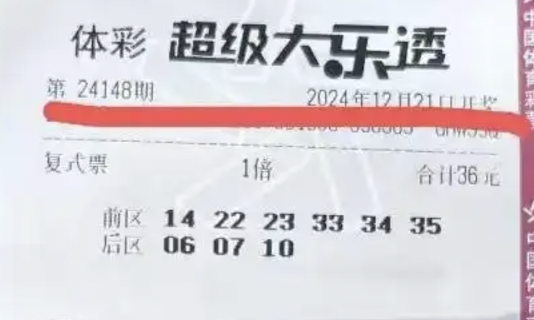 体彩 超级大乐透
第 24148期 2024年12月21日开奖
复式票 1倍 合计36元
前区 14 22 23 33 34 35
后区 06 07 10
中国体育彩票
中国体育